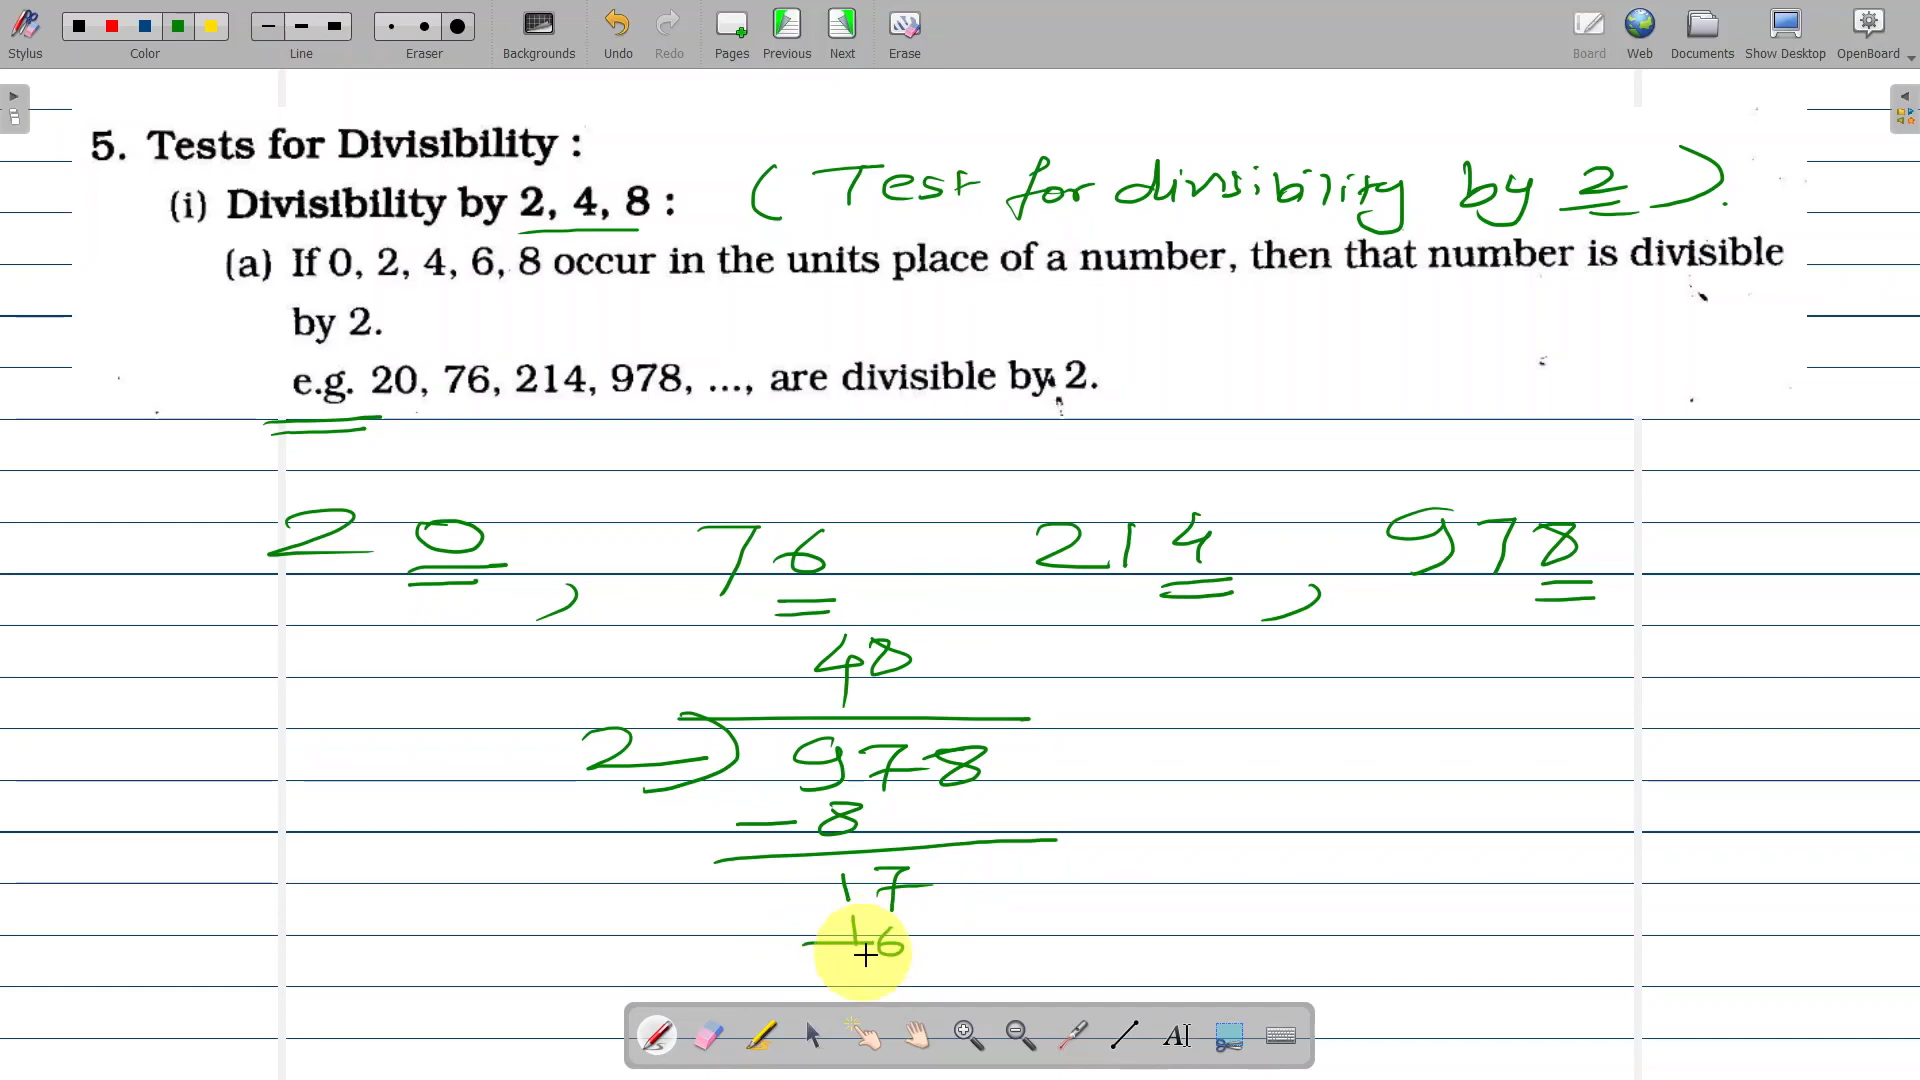 Stylus Color Line Eraser Backgrounds Undo Redo Pages Previous Next Erase Board Web Documents Show Desktop OpenBoard
5. Tests for Divisibility :
(i) Divisibility by 2, 4, 8 : (Test for divisibility by 2).
(a) If 0, 2, 4, 6, 8 occur in the units place of a number, then that number is divisible
by 2.
e.g. 20, 76, 214, 978, ..., are divisible by 2.
20, 76 214, 978
48
2) 978
- 8
17
- 16